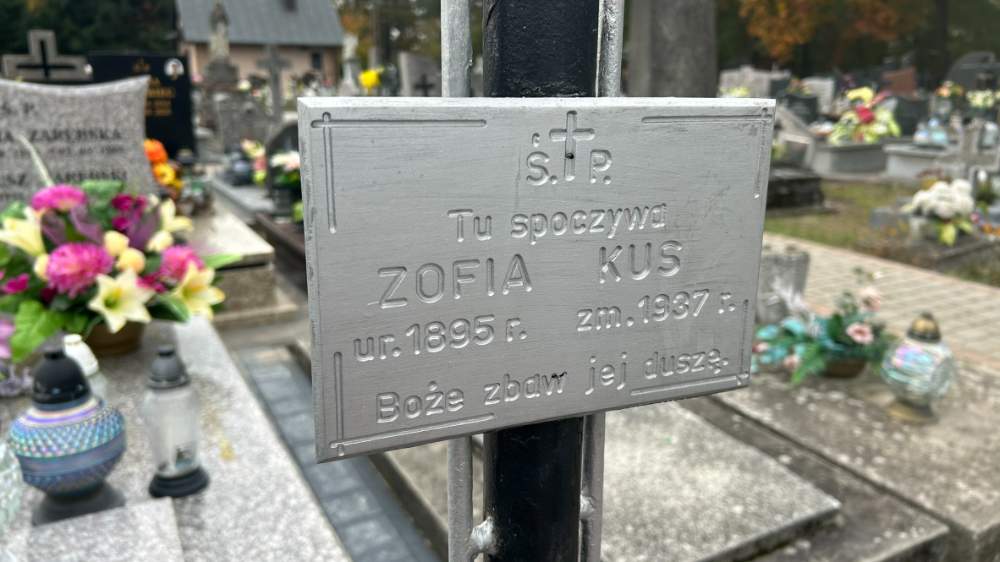 Ś. P.
Tu spoczywa
ZOFIA KUS
ur. 1895 r. zm. 1937 r.
Boże zbaw jej duszę.